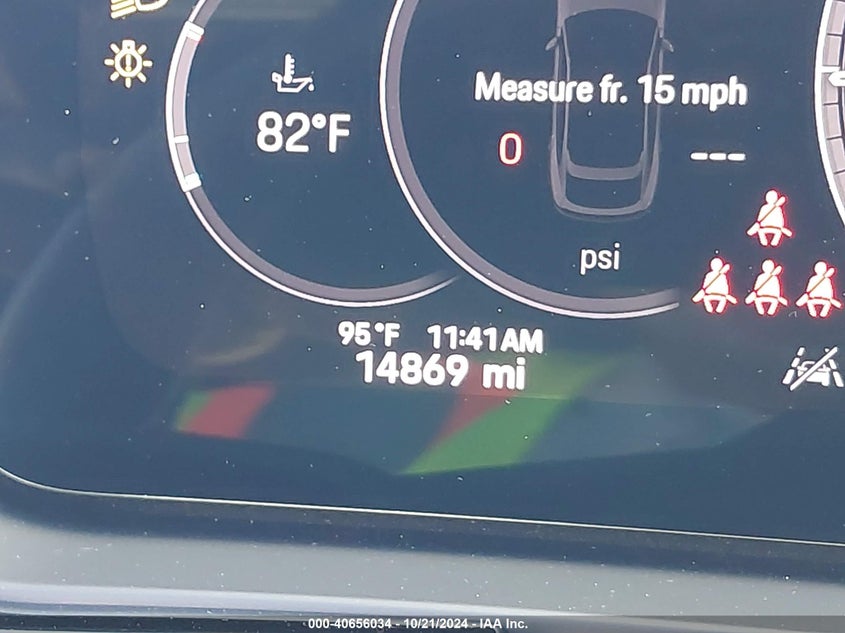 Measure fr. 15 mph
82°F
0 ---
psi
95°F 11:41AM
14869 mi
000-40656034 - 10/21/2024 - IAA Inc.